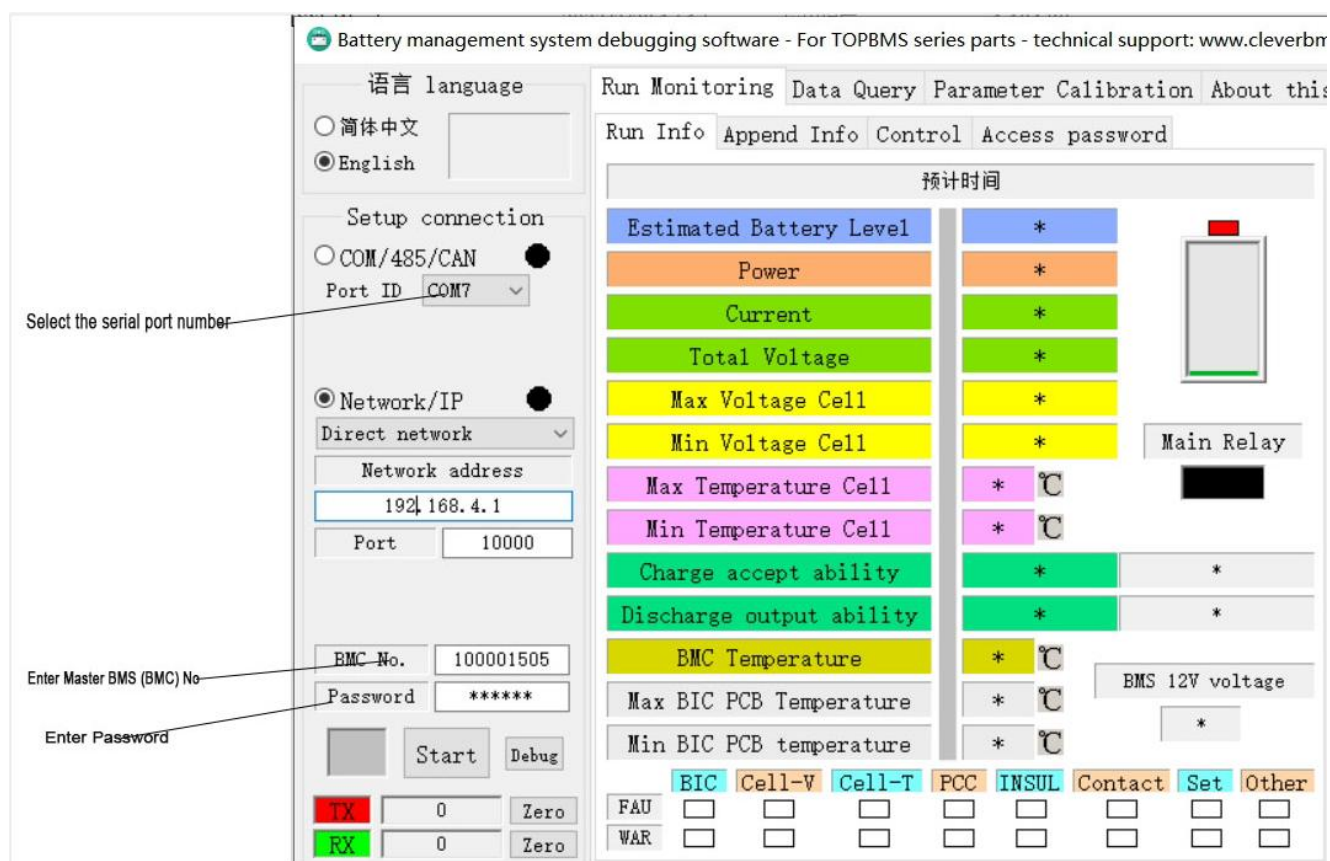 Battery management system debugging software - For TOPBMS series parts - technical support: www.cleverbm
语言 language
简体中文
English
Setup connection
COM/485/CAN
Port ID COM7
Select the serial port number
Network/IP
Direct network
Network address
192.168.4.1
Port 10000
BMC No. 100001505
Enter Master BMS (BMC) No
Password ******
Enter Password
Start Debug
TX 0 Zero
RX 0 Zero
Run Monitoring Data Query Parameter Calibration About this
Run Info Append Info Control Access password
预计时间
Estimated Battery Level *
Power *
Current *
Total Voltage *
Max Voltage Cell *
Min Voltage Cell *
Main Relay
Max Temperature Cell * ℃
Min Temperature Cell * ℃
Charge accept ability * *
Discharge output ability * *
BMC Temperature * ℃
BMS 12V voltage
*
Max BIC PCB Temperature * ℃
Min BIC PCB temperature * ℃
BIC Cell-V Cell-T PCC INSUL Contact Set Other
FAU
WAR